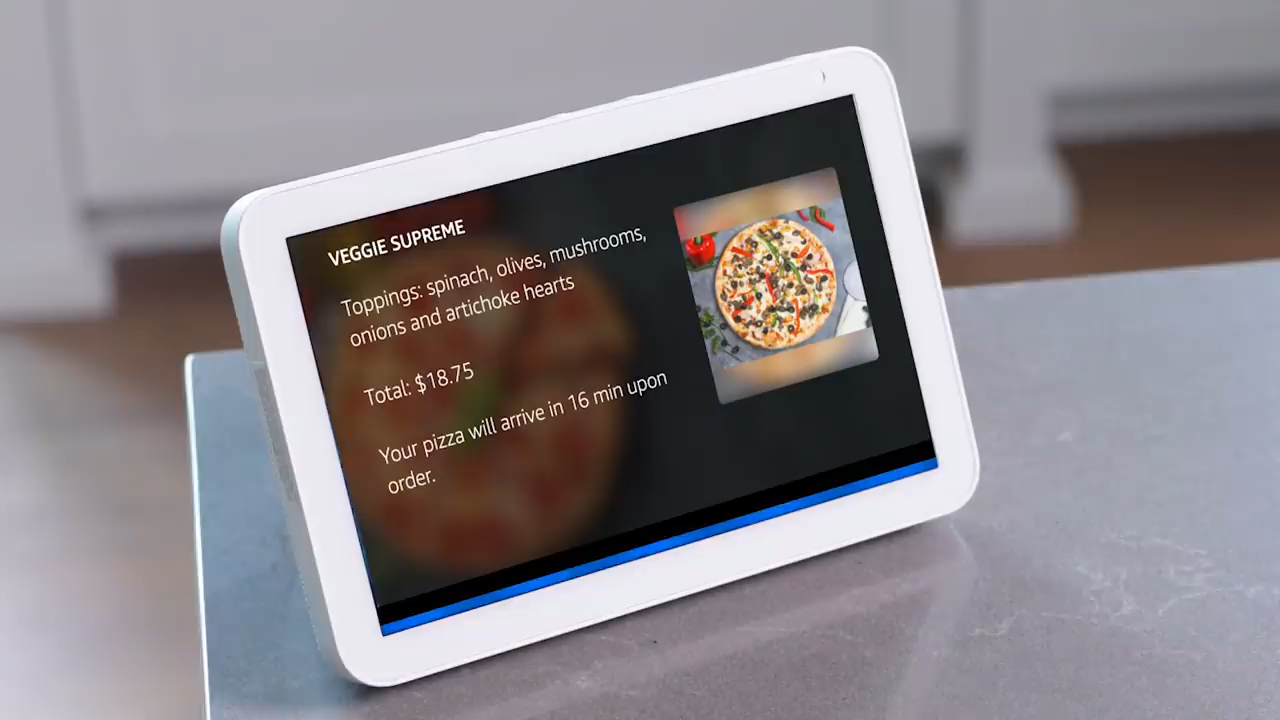 VEGGIE SUPREME
Toppings: spinach, olives, mushrooms,
onions and artichoke hearts
Total: $18.75
Your pizza will arrive in 16 min upon
order.